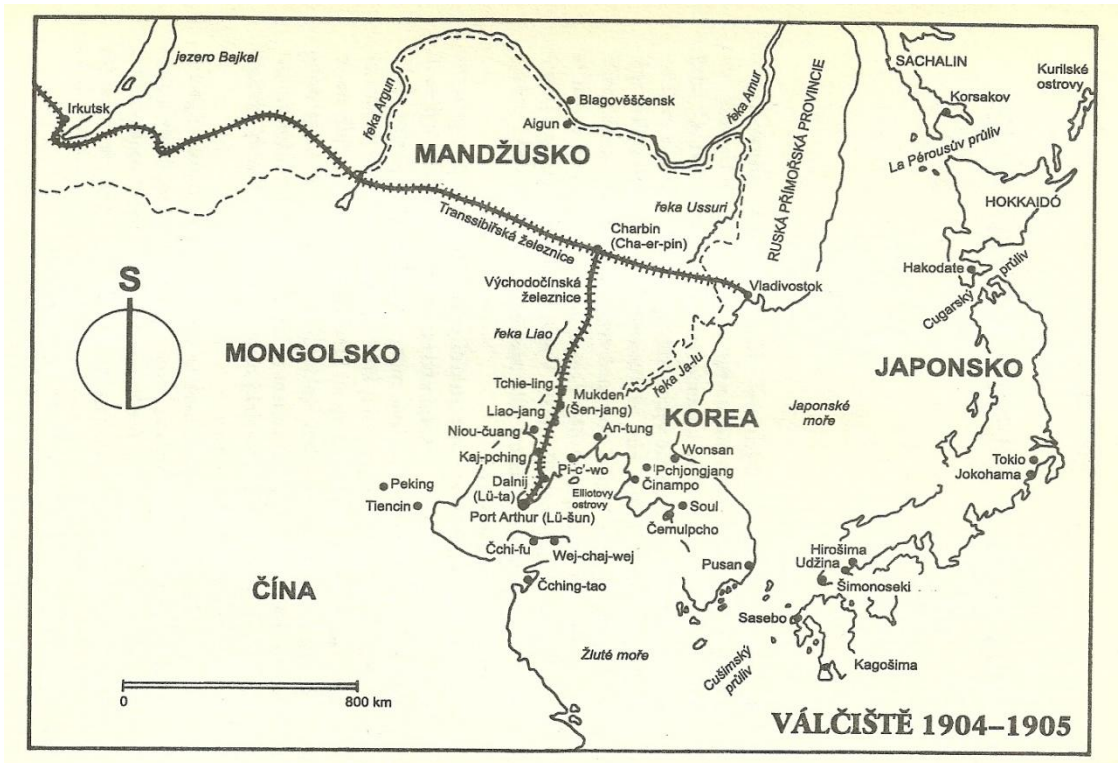 jezero Bajkal
Irkutsk
řeka Argun
Blagověščensk
Aigun
MANDŽUSKO
řeka Amur
RUSKÁ PŘÍMOŘSKÁ PROVINCIE
SACHALIN
Kurilské
ostrovy
Korsakov
La Pérousův průliv
HOKKAIDÓ
řeka Ussuri
Transsibiřská železnice
Charbin
(Cha-er-pin)
Vladivostok
Hakodate
Cugarský průliv
S
Východočínská
železnice
řeka Liao
MONGOLSKO
řeka Ja-lu
JAPONSKO
Tchie-ling
Mukden
(Šen-jang)
KOREA
Japonské
moře
Liao-jang
Niou-čuang
An-tung
Kaj-pching
Pi-c'-wo
Wonsan
Pchjongjang
Činampo
Tokio
Jokohama
Peking
Tiencin
Dalnij
(Lü-ta)
Elliotovy
ostrovy
Port Arthur (Lü-šun)
Soul
Čemulpcho
Čchi-fu
Wej-chaj-wej
Pusan
Hirošima
Udžina
Šimonoseki
ČÍNA
Čching-tao
Sasebo
Žluté moře
Cušimský
průliv
Kagošima
0
800 km
VÁLČIŠTĚ 1904–1905